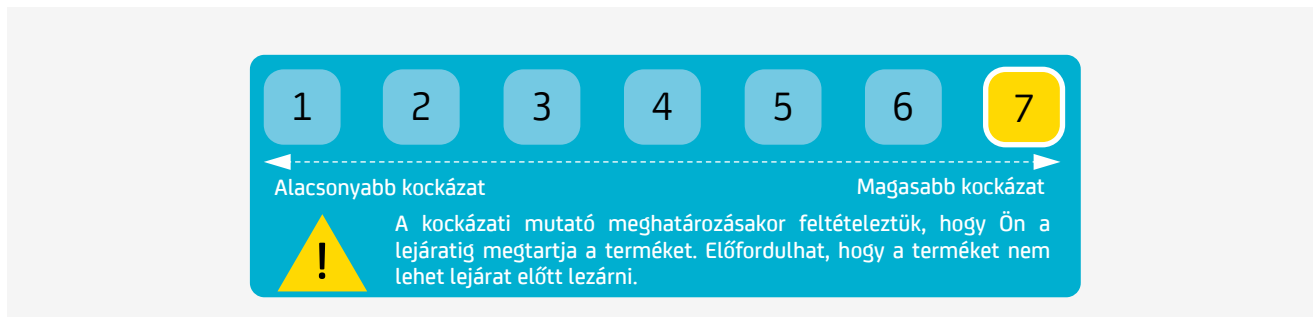 1 2 3 4 5 6 7
Alacsonyabb kockázat Magasabb kockázat
! A kockázati mutató meghatározásakor feltételeztük, hogy Ön a
lejáratig megtartja a terméket. Előfordulhat, hogy a terméket nem
lehet lejárat előtt lezárni.